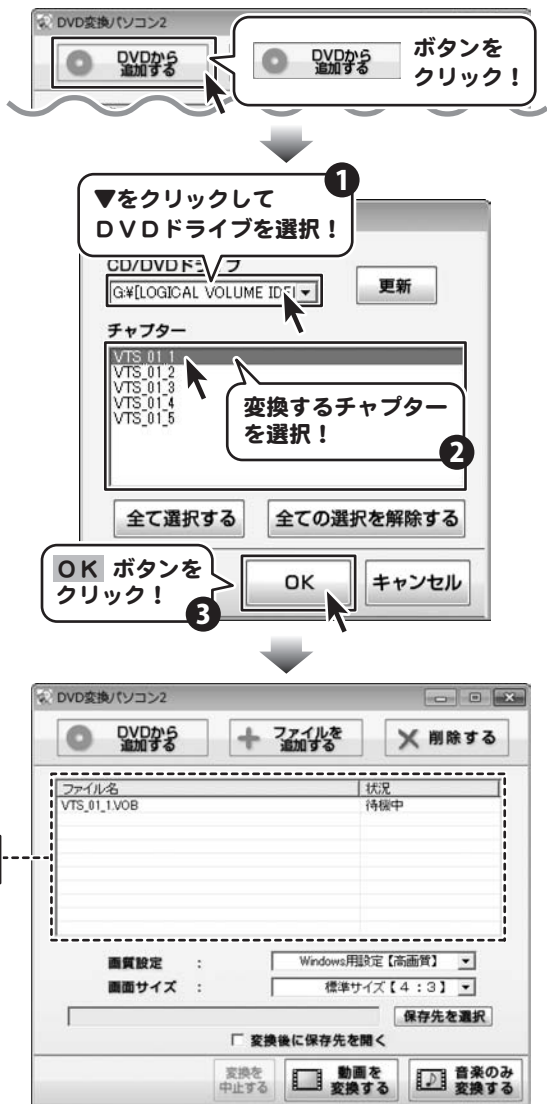 DVD変換パソコン2
DVDから
追加する
DVDから
追加する
ボタンを
クリック！
1
▼をクリックして
ＤＶＤドライブを選択！
CD/DVDドライブ
G:¥[LOGICAL VOLUME IDE
更新
チャプター
VTS_01_1
VTS_01_2
VTS_01_3
VTS_01_4
VTS_01_5
変換するチャプター
を選択！
2
全て選択する
全ての選択を解除する
ＯＫ ボタンを
クリック！
3
OK
キャンセル
DVD変換パソコン2
DVDから
追加する
ファイルを
追加する
削除する
ファイル名
状況
VTS_01_1.VOB
待機中
画質設定 :
Windows用設定【高画質】
画面サイズ :
標準サイズ【４：３】
保存先を選択
変換後に保存先を開く
変換を
中止する
動画を
変換する
音楽のみ
変換する